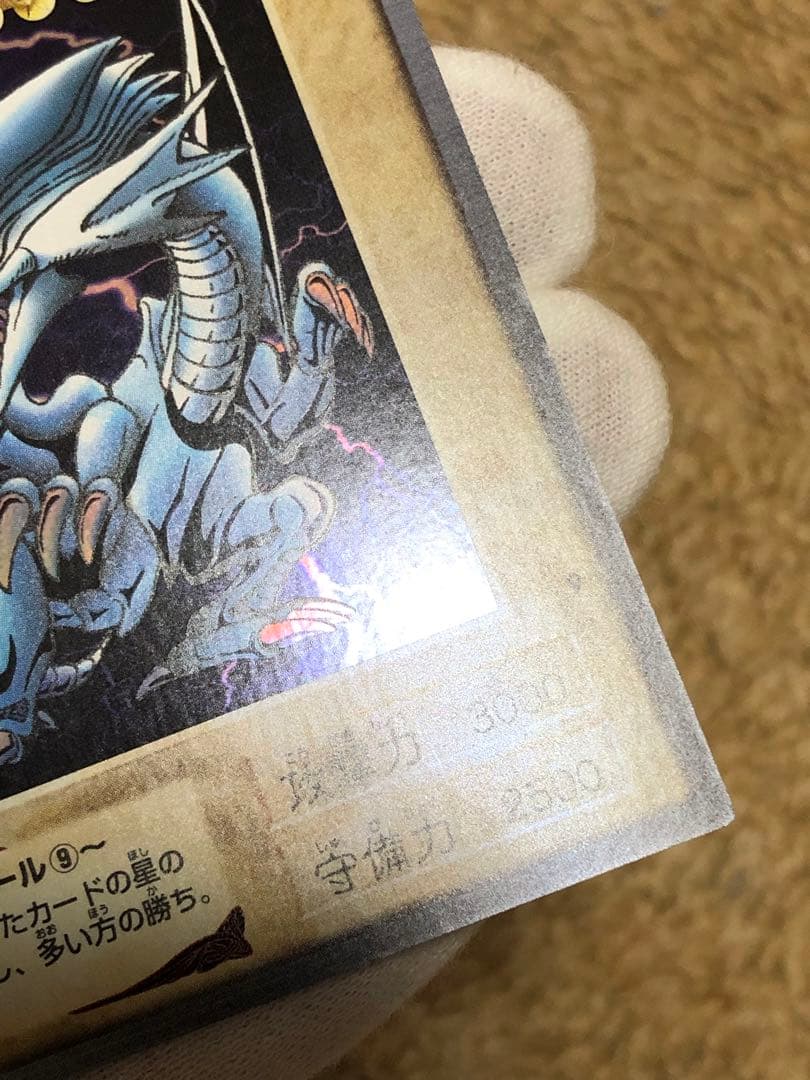 攻撃力 3000
守備力 2500
ール⑨〜
たカードの星の
し、多い方の勝ち。